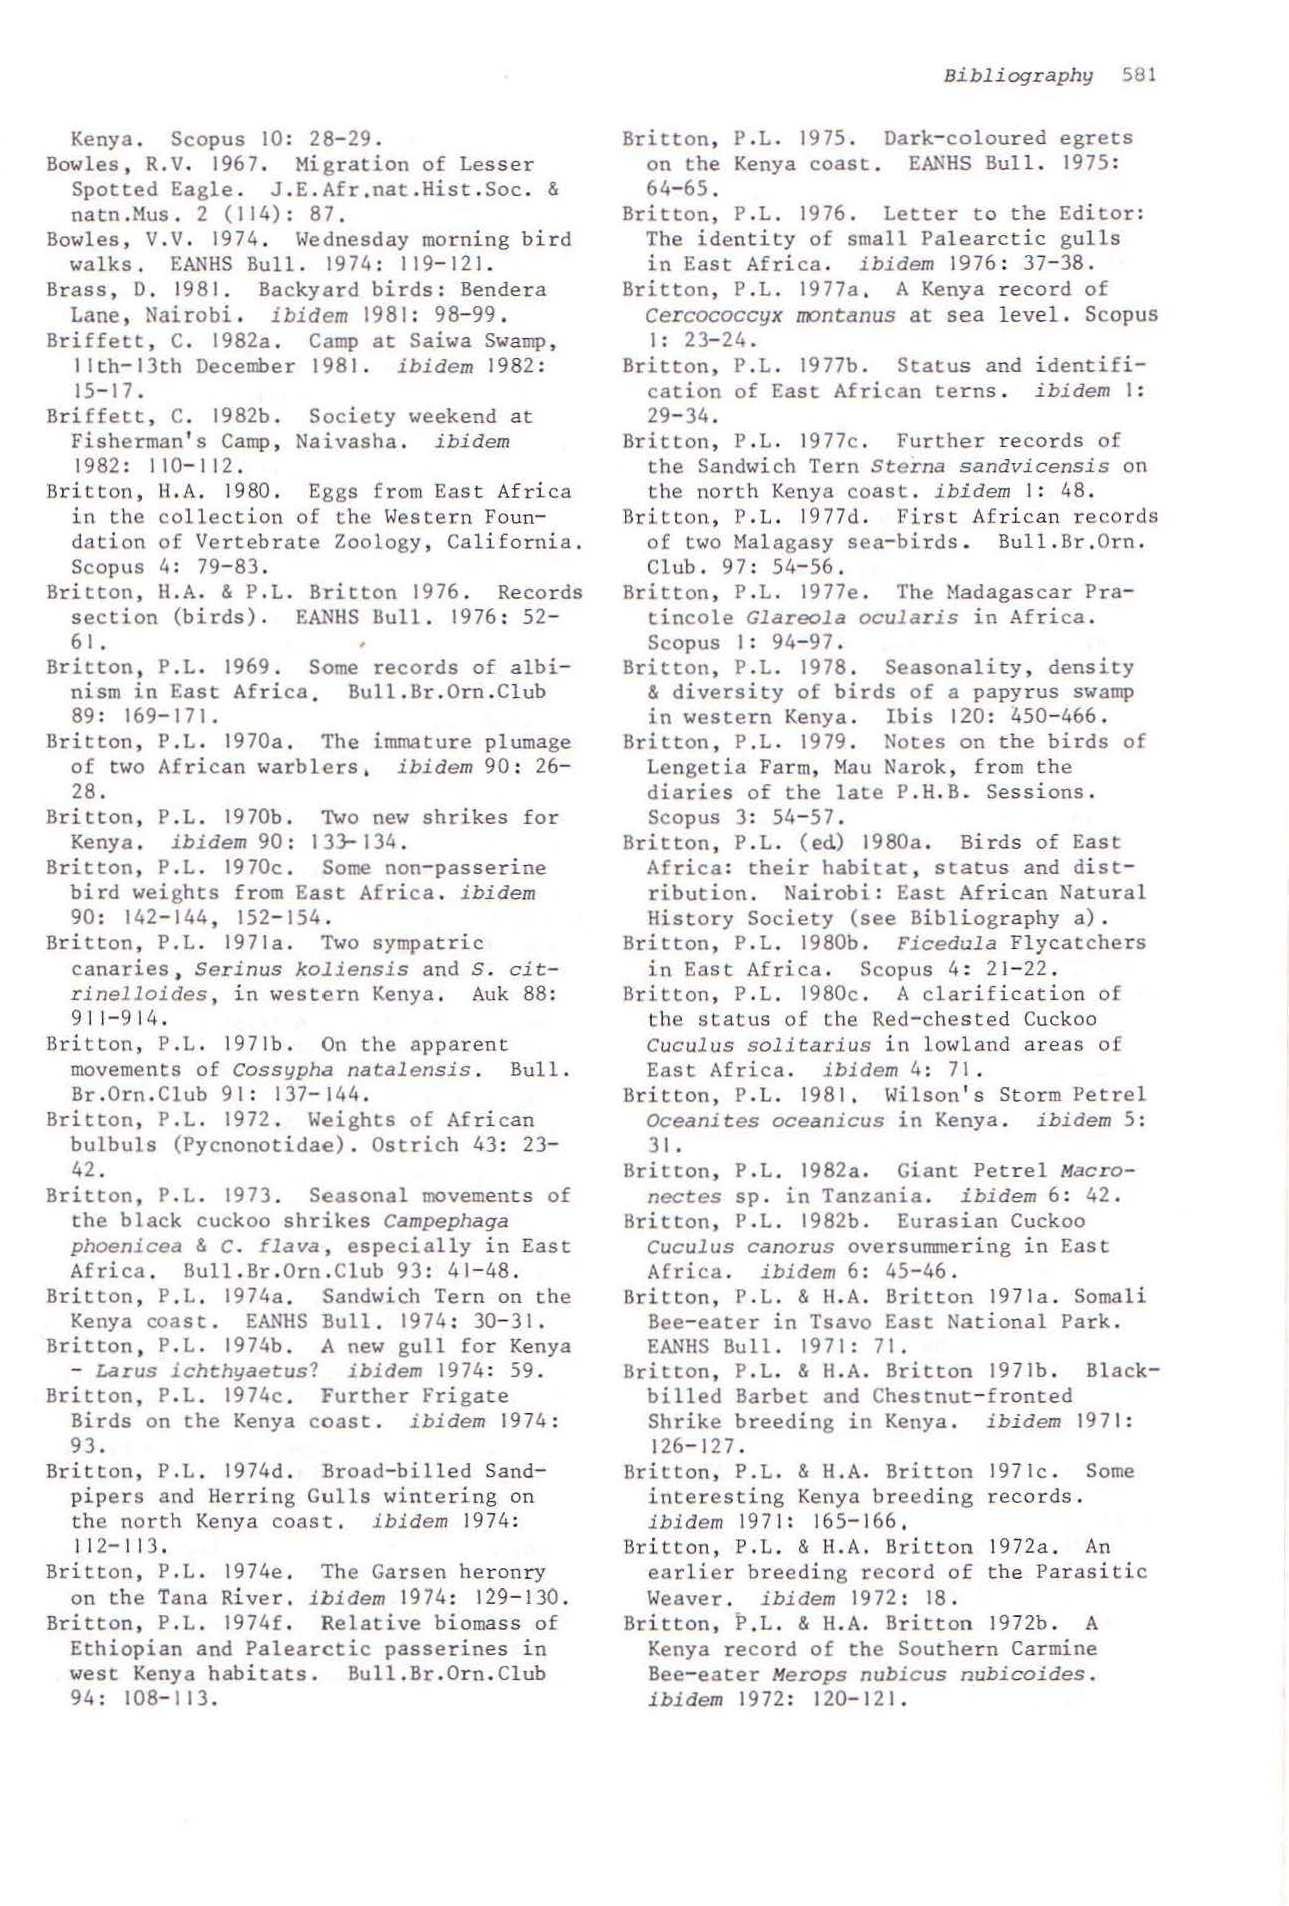 Bibliography 581
Kenya. Scopus 10: 28-29.
Bowles, R.V. 1967. Migration of Lesser
Spotted Eagle. J.E.Afr.nat.Hist.Soc. &
natn.Mus. 2 (114): 87.
Bowles, V.V. 1974. Wednesday morning bird
walks. EANHS Bull. 1974: 119-121.
Brass, D. 1981. Backyard birds: Bendera
Lane, Nairobi. ibidem 1981: 98-99.
Briffett, C. 1982a. Camp at Saiwa Swamp,
11th-13th December 1981. ibidem 1982:
15-17.
Briffett, C. 1982b. Society weekend at
Fisherman's Camp, Naivasha. ibidem
1982: 110-112.
Britton, H.A. 1980. Eggs from East Africa
in the collection of the Western Foun-
dation of Vertebrate Zoology, California.
Scopus 4: 79-83.
Britton, H.A. & P.L. Britton 1976. Records
section (birds). EANHS Bull. 1976: 52-
61.
Britton, P.L. 1969. Some records of albi-
nism in East Africa. Bull.Br.Orn.Club
89: 169-171.
Britton, P.L. 1970a. The immature plumage
of two African warblers, ibidem 90: 26-
28.
Britton, P.L. 1970b. Two new shrikes for
Kenya. ibidem 90: 133-134.
Britton, P.L. 1970c. Some non-passerine
bird weights from East Africa. ibidem
90: 142-144, 152-154.
Britton, P.L. 1971a. Two sympatric
canaries, Serinus koliensis and S. cit-
rinelloides, in western Kenya. Auk 88:
911-914.
Britton, P.L. 1971b. On the apparent
movements of Cossypha natalensis. Bull.
Br.Orn.Club 91: 137-144.
Britton, P.L. 1972. Weights of African
bulbuls (Pycnonotidae). Ostrich 43: 23-
42.
Britton, P.L. 1973. Seasonal movements of
the black cuckoo shrikes Campephaga
phoenicea & C. flava, especially in East
Africa. Bull.Br.Orn.Club 93: 41-48.
Britton, P.L. 1974a. Sandwich Tern on the
Kenya coast. EANHS Bull. 1974: 30-31.
Britton, P.L. 1974b. A new gull for Kenya
- Larus ichthyaetus? ibidem 1974: 59.
Britton, P.L. 1974c. Further Frigate
Birds on the Kenya coast. ibidem 1974:
93.
Britton, P.L. 1974d. Broad-billed Sand-
pipers and Herring Gulls wintering on
the north Kenya coast. ibidem 1974:
112-113.
Britton, P.L. 1974e. The Garsen heronry
on the Tana River. ibidem 1974: 129-130.
Britton, P.L. 1974f. Relative biomass of
Ethiopian and Palearctic passerines in
west Kenya habitats. Bull.Br.Orn.Club
94: 108-113.
Britton, P.L. 1975. Dark-coloured egrets
on the Kenya coast. EANHS Bull. 1975:
64-65.
Britton, P.L. 1976. Letter to the Editor:
The identity of small Palearctic gulls
in East Africa. ibidem 1976: 37-38.
Britton, P.L. 1977a. A Kenya record of
Cercococcyx montanus at sea level. Scopus
1: 23-24.
Britton, P.L. 1977b. Status and identifi-
cation of East African terns. ibidem 1:
29-34.
Britton, P.L. 1977c. Further records of
the Sandwich Tern Sterna sandvicensis on
the north Kenya coast. ibidem 1: 48.
Britton, P.L. 1977d. First African records
of two Malagasy sea-birds. Bull.Br.Orn.
Club. 97: 54-56.
Britton, P.L. 1977e. The Madagascar Pra-
tincole Glareola ocularis in Africa.
Scopus 1: 94-97.
Britton, P.L. 1978. Seasonality, density
& diversity of birds of a papyrus swamp
in western Kenya. Ibis 120: 450-466.
Britton, P.L. 1979. Notes on the birds of
Lengetia Farm, Mau Narok, from the
diaries of the late P.H.B. Sessions.
Scopus 3: 54-57.
Britton, P.L. (ed.) 1980a. Birds of East
Africa: their habitat, status and dist-
ribution. Nairobi: East African Natural
History Society (see Bibliography a).
Britton, P.L. 1980b. Ficedula Flycatchers
in East Africa. Scopus 4: 21-22.
Britton, P.L. 1980c. A clarification of
the status of the Red-chested Cuckoo
Cuculus solitarius in lowland areas of
East Africa. ibidem 4: 71.
Britton, P.L. 1981. Wilson's Storm Petrel
Oceanites oceanicus in Kenya. ibidem 5:
31.
Britton, P.L. 1982a. Giant Petrel Macro-
nectes sp. in Tanzania. ibidem 6: 42.
Britton, P.L. 1982b. Eurasian Cuckoo
Cuculus canorus oversummering in East
Africa. ibidem 6: 45-46.
Britton, P.L. & H.A. Britton 1971a. Somali
Bee-eater in Tsavo East National Park.
EANHS Bull. 1971: 71.
Britton, P.L. & H.A. Britton 1971b. Black-
billed Barbet and Chestnut-fronted
Shrike breeding in Kenya. ibidem 1971:
126-127.
Britton, P.L. & H.A. Britton 1971c. Some
interesting Kenya breeding records.
ibidem 1971: 165-166.
Britton, P.L. & H.A. Britton 1972a. An
earlier breeding record of the Parasitic
Weaver. ibidem 1972: 18.
Britton, P.L. & H.A. Britton 1972b. A
Kenya record of the Southern Carmine
Bee-eater Merops nubicus nubicoides.
ibidem 1972: 120-121.